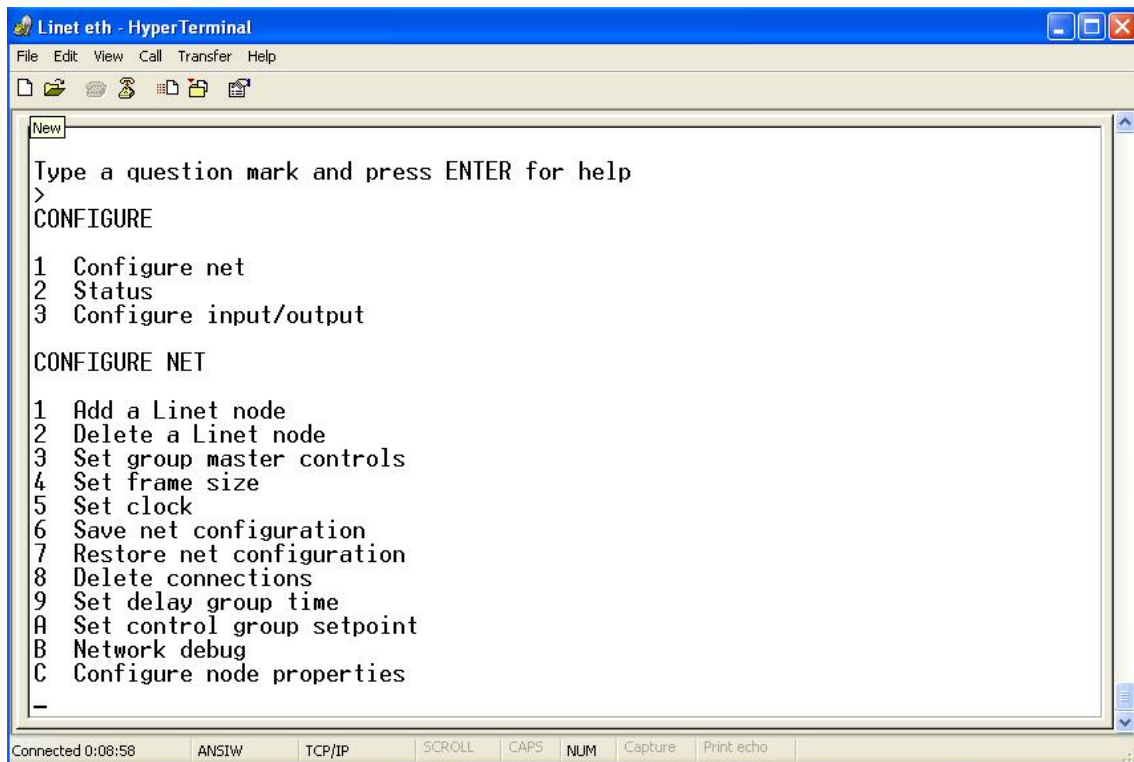 Linet eth - HyperTerminal
File Edit View Call Transfer Help
New
Type a question mark and press ENTER for help
>
CONFIGURE
1 Configure net
2 Status
3 Configure input/output
CONFIGURE NET
1 Add a Linet node
2 Delete a Linet node
3 Set group master controls
4 Set frame size
5 Set clock
6 Save net configuration
7 Restore net configuration
8 Delete connections
9 Set delay group time
A Set control group setpoint
B Network debug
C Configure node properties
_
Connected 0:08:58 ANSIW TCP/IP SCROLL CAPS NUM Capture Print echo